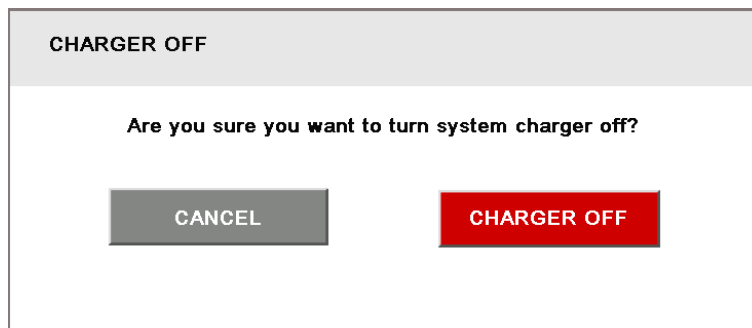 CHARGER OFF
Are you sure you want to turn system charger off?
CANCEL
CHARGER OFF